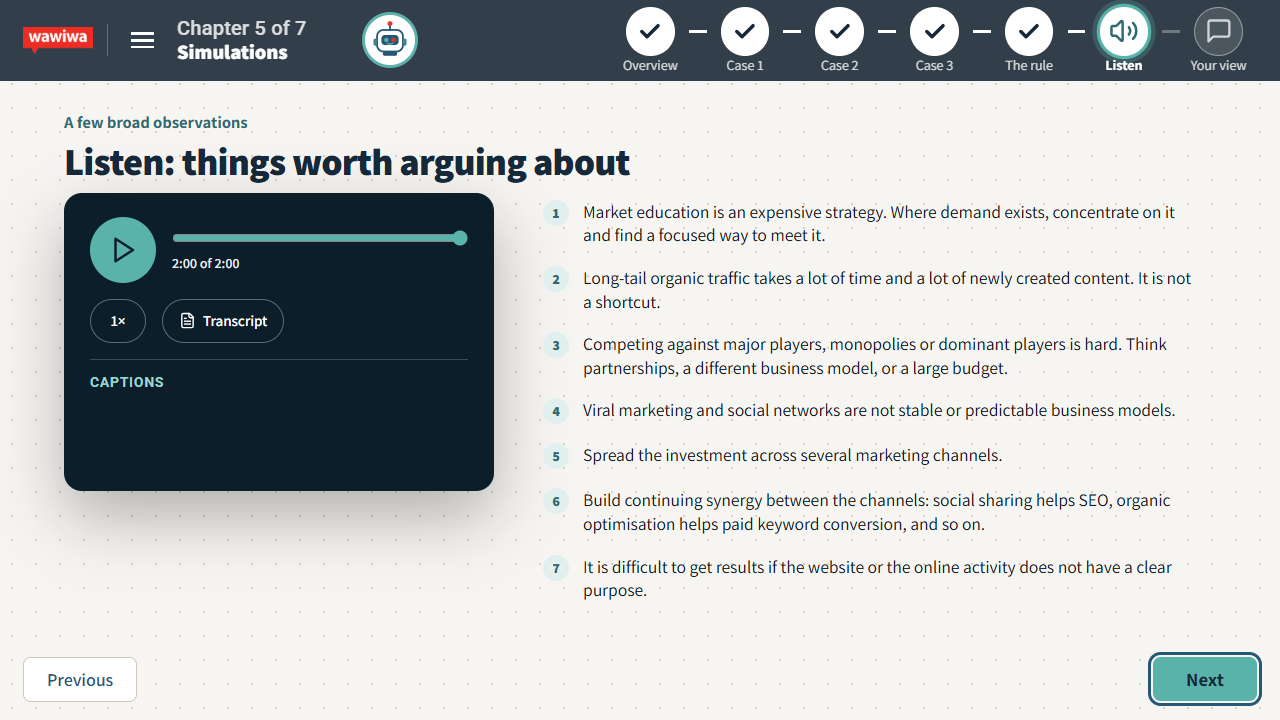 wawiwa
Chapter 5 of 7
Simulations
Overview
Case 1
Case 2
Case 3
The rule
Listen
Your view
A few broad observations
Listen: things worth arguing about
2:00 of 2:00
1×
Transcript
CAPTIONS
1
Market education is an expensive strategy. Where demand exists, concentrate on it
and find a focused way to meet it.
2
Long-tail organic traffic takes a lot of time and a lot of newly created content. It is not
a shortcut.
3
Competing against major players, monopolies or dominant players is hard. Think
partnerships, a different business model, or a large budget.
4
Viral marketing and social networks are not stable or predictable business models.
5
Spread the investment across several marketing channels.
6
Build continuing synergy between the channels: social sharing helps SEO, organic
optimisation helps paid keyword conversion, and so on.
7
It is difficult to get results if the website or the online activity does not have a clear
purpose.
Previous
Next